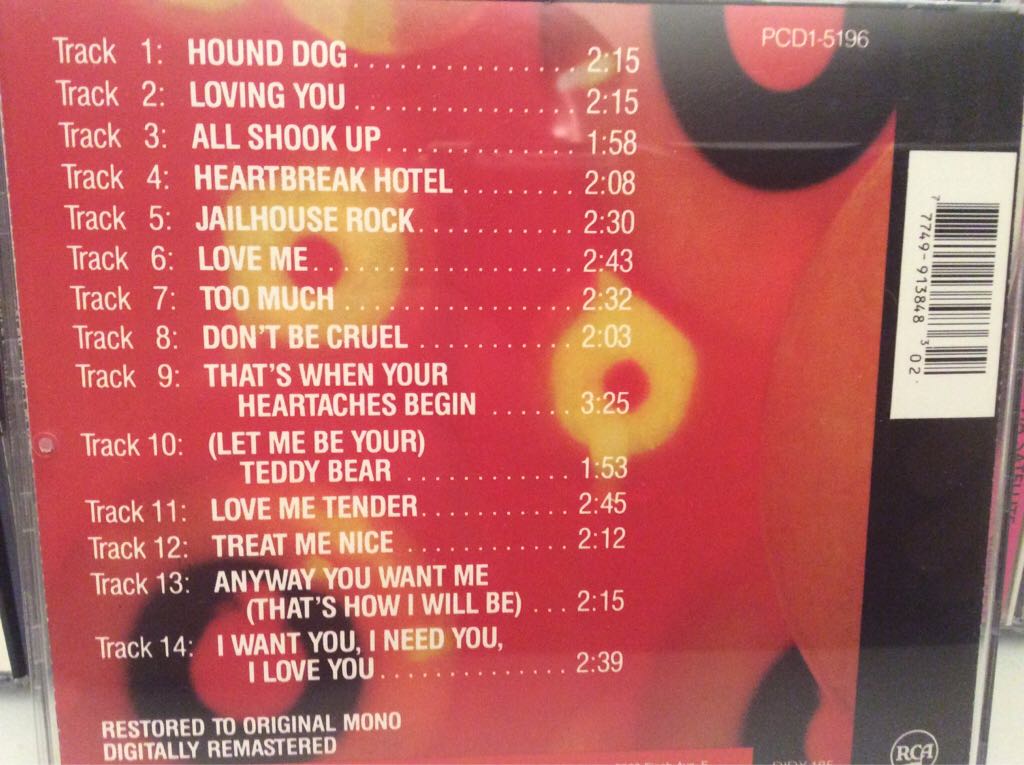 PCD1-5196
Track 1: HOUND DOG............... 2:15
Track 2: LOVING YOU............... 2:15
Track 3: ALL SHOOK UP............. 1:58
Track 4: HEARTBREAK HOTEL ........ 2:08
Track 5: JAILHOUSE ROCK........... 2:30
Track 6: LOVE ME.................. 2:43
Track 7: TOO MUCH ................ 2:32
Track 8: DON'T BE CRUEL ........... 2:03
Track 9: THAT'S WHEN YOUR
HEARTACHES BEGIN ...... 3:25
Track 10: (LET ME BE YOUR)
TEDDY BEAR ............ 1:53
Track 11: LOVE ME TENDER........... 2:45
Track 12: TREAT ME NICE ............ 2:12
Track 13: ANYWAY YOU WANT ME
(THAT'S HOW I WILL BE) ... 2:15
Track 14: I WANT YOU, I NEED YOU,
I LOVE YOU.............. 2:39
RESTORED TO ORIGINAL MONO
DIGITALLY REMASTERED
7 7749-913848 3 02
RCA